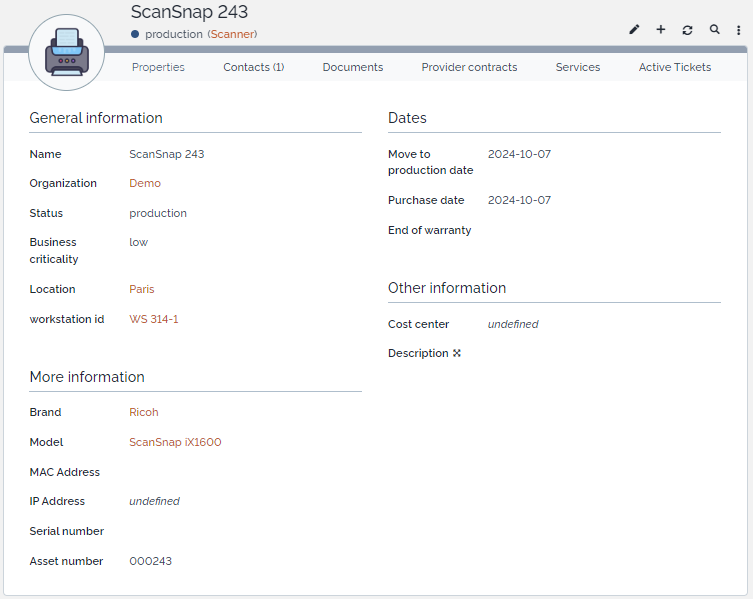 ScanSnap 243
production (Scanner)
Properties Contacts (1) Documents Provider contracts Services Active Tickets
General information
Name ScanSnap 243
Organization Demo
Status production
Business criticality low
Location Paris
workstation id WS 314-1
More information
Brand Ricoh
Model ScanSnap iX1600
MAC Address
IP Address undefined
Serial number
Asset number 000243
Dates
Move to production date 2024-10-07
Purchase date 2024-10-07
End of warranty
Other information
Cost center undefined
Description